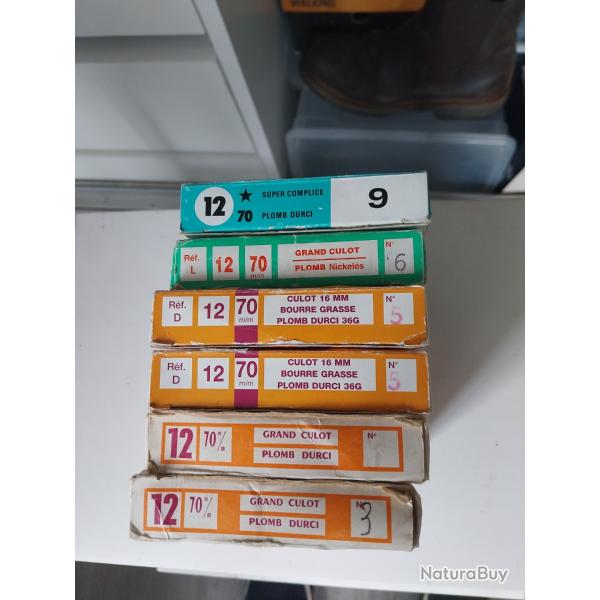 WALKING
12 ★ 70 SUPER COMPLICE PLOMB DURCI 9
Réf. L 12 70 m/m GRAND CULOT PLOMB Nickelés N° 6
Réf. D 12 70 m/m CULOT 16 MM BOURRE GRASSE PLOMB DURCI 36G N° 5
Réf. D 12 70 m/m CULOT 16 MM BOURRE GRASSE PLOMB DURCI 36G N° 5
12 70% GRAND CULOT PLOMB DURCI N°
12 70% GRAND CULOT PLOMB DURCI N° 3
NaturaBuy